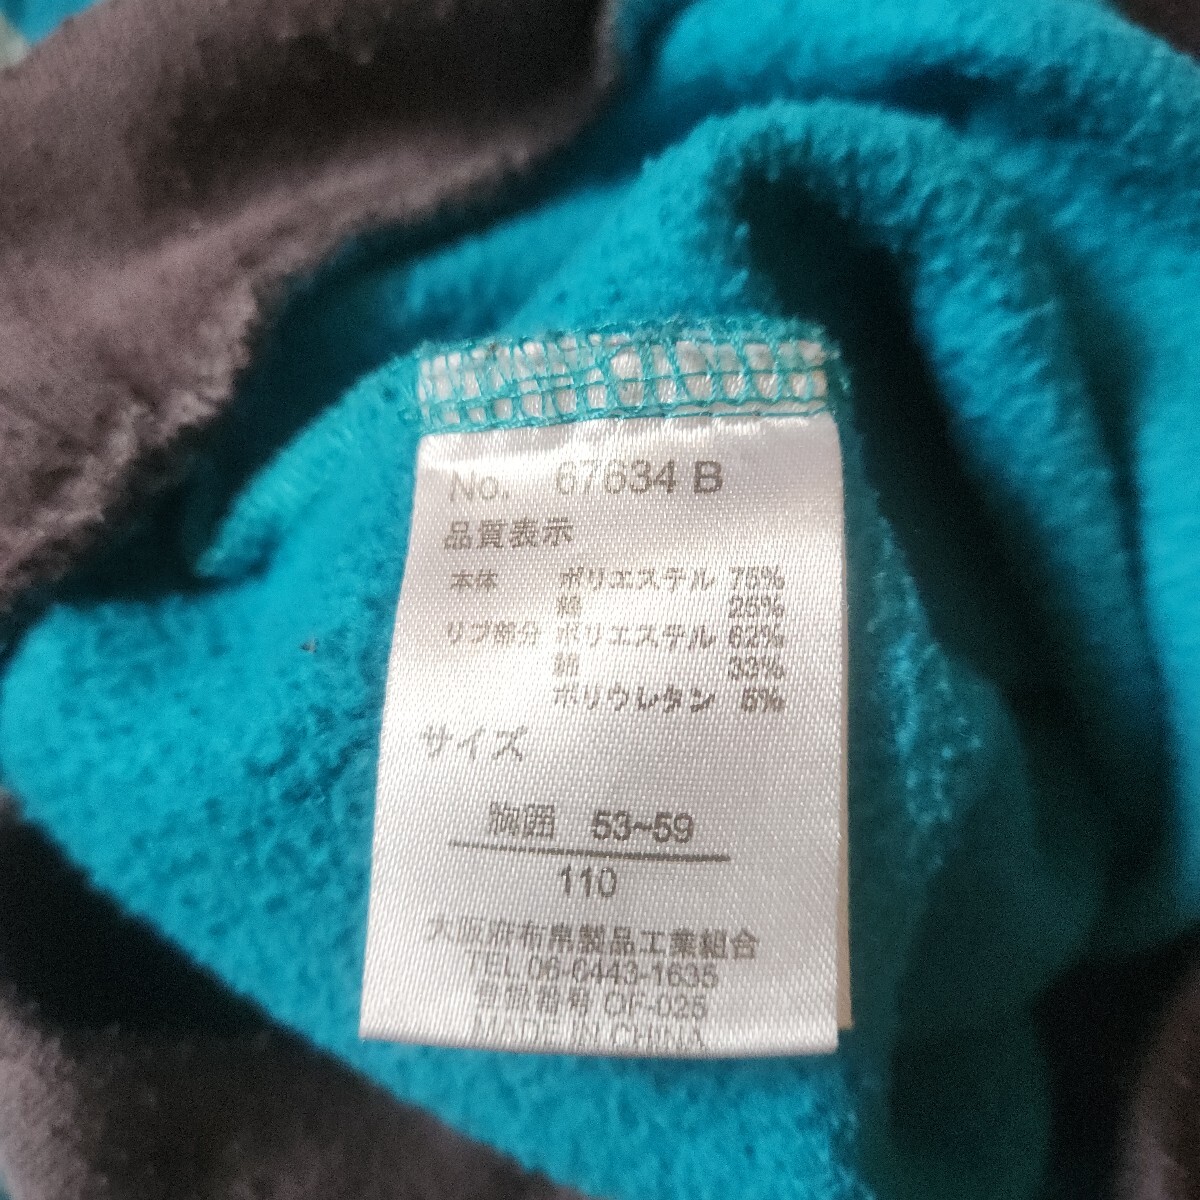 No. 67634 B
品質表示
本体 ポリエステル 75%
綿 25%
リブ部分 ポリエステル 62%
綿 33%
ポリウレタン 5%
サイズ
胸囲 53~59
110
大阪府布帛製品工業組合
TEL 06-6443-1635
登録番号 OF-025
MADE IN CHINA